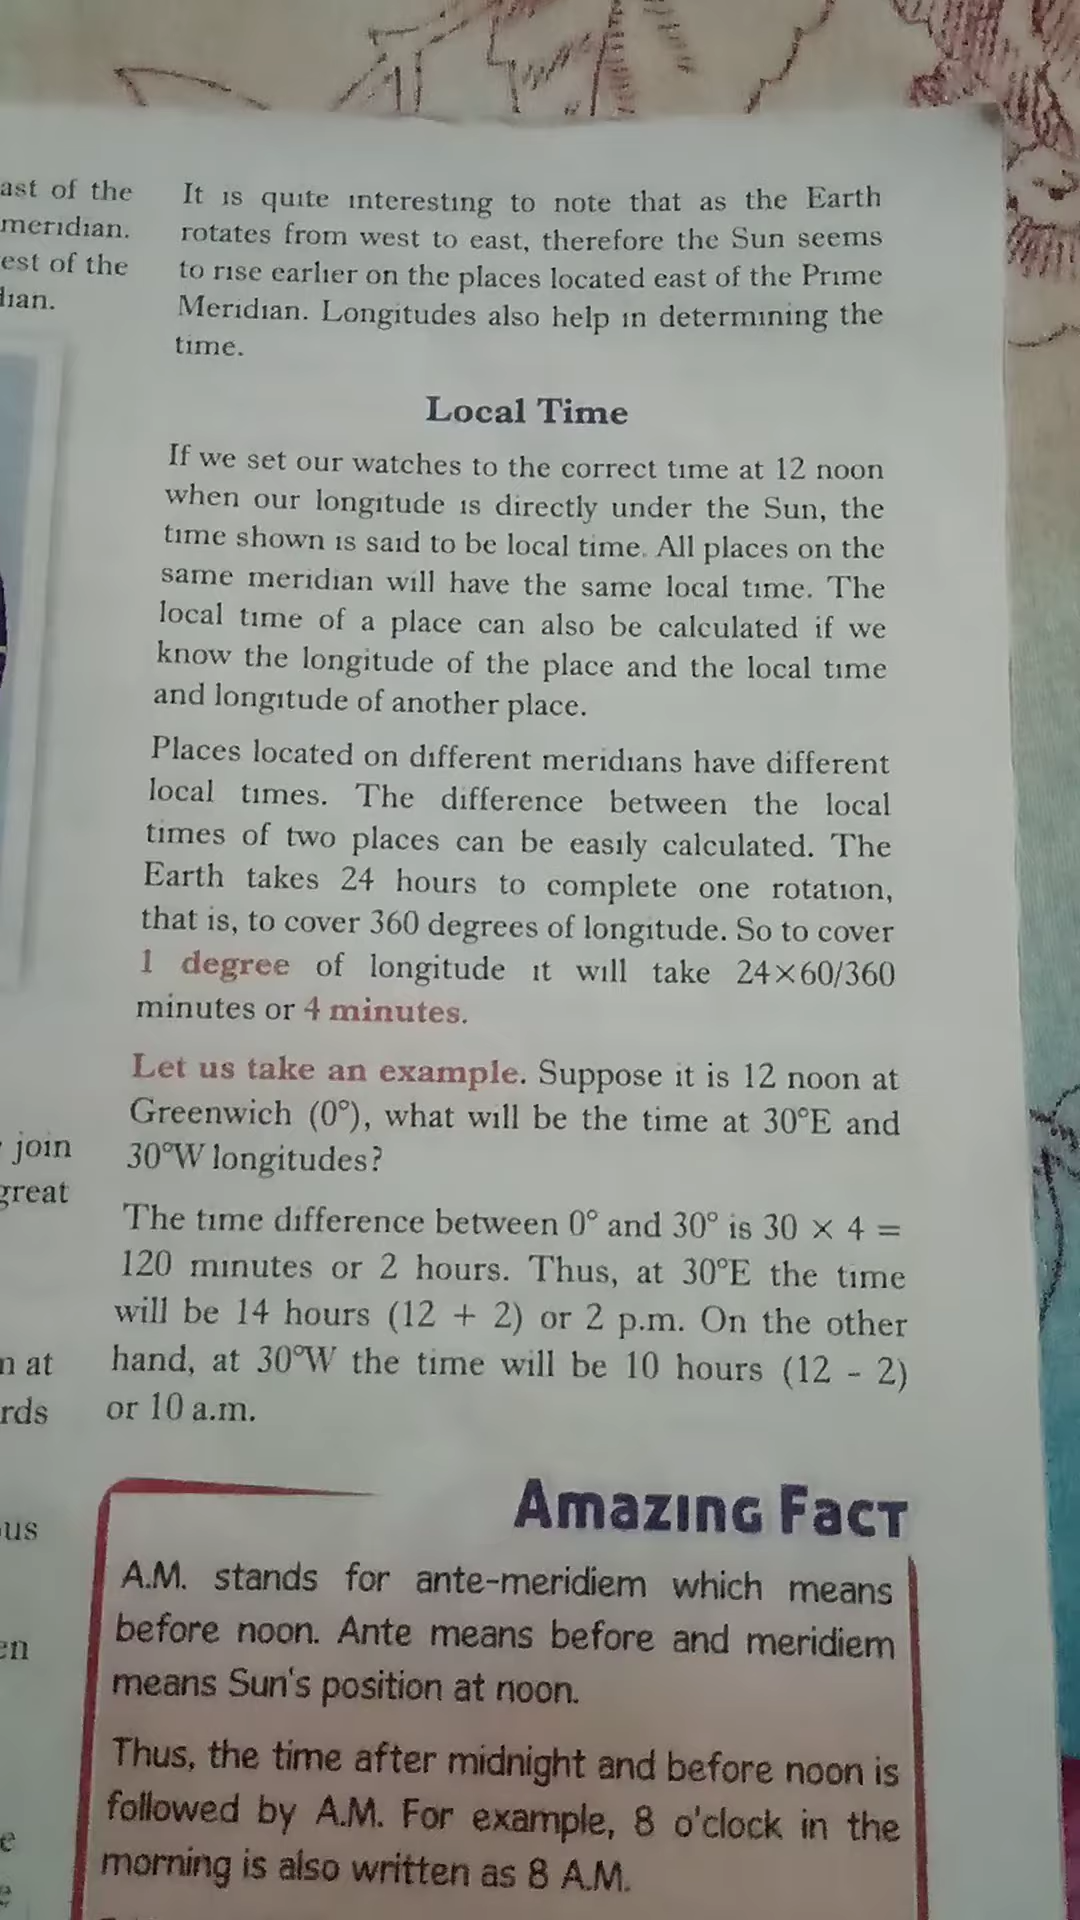 ast of the
meridian.
est of the
lian.
join
great
n at
rds
us
en
e
e
It is quite interesting to note that as the Earth
rotates from west to east, therefore the Sun seems
to rise earlier on the places located east of the Prime
Meridian. Longitudes also help in determining the
time.
Local Time
If we set our watches to the correct time at 12 noon
when our longitude is directly under the Sun, the
time shown is said to be local time. All places on the
same meridian will have the same local time. The
local time of a place can also be calculated if we
know the longitude of the place and the local time
and longitude of another place.
Places located on different meridians have different
local times. The difference between the local
times of two places can be easily calculated. The
Earth takes 24 hours to complete one rotation,
that is, to cover 360 degrees of longitude. So to cover
1 degree of longitude it will take 24×60/360
minutes or 4 minutes.
Let us take an example. Suppose it is 12 noon at
Greenwich (0°), what will be the time at 30°E and
30°W longitudes?
The time difference between 0° and 30° is 30 × 4 =
120 minutes or 2 hours. Thus, at 30°E the time
will be 14 hours (12 + 2) or 2 p.m. On the other
hand, at 30°W the time will be 10 hours (12 - 2)
or 10 a.m.
Amazing Fact
A.M. stands for ante-meridiem which means
before noon. Ante means before and meridiem
means Sun's position at noon.
Thus, the time after midnight and before noon is
followed by A.M. For example, 8 o'clock in the
morning is also written as 8 A.M.